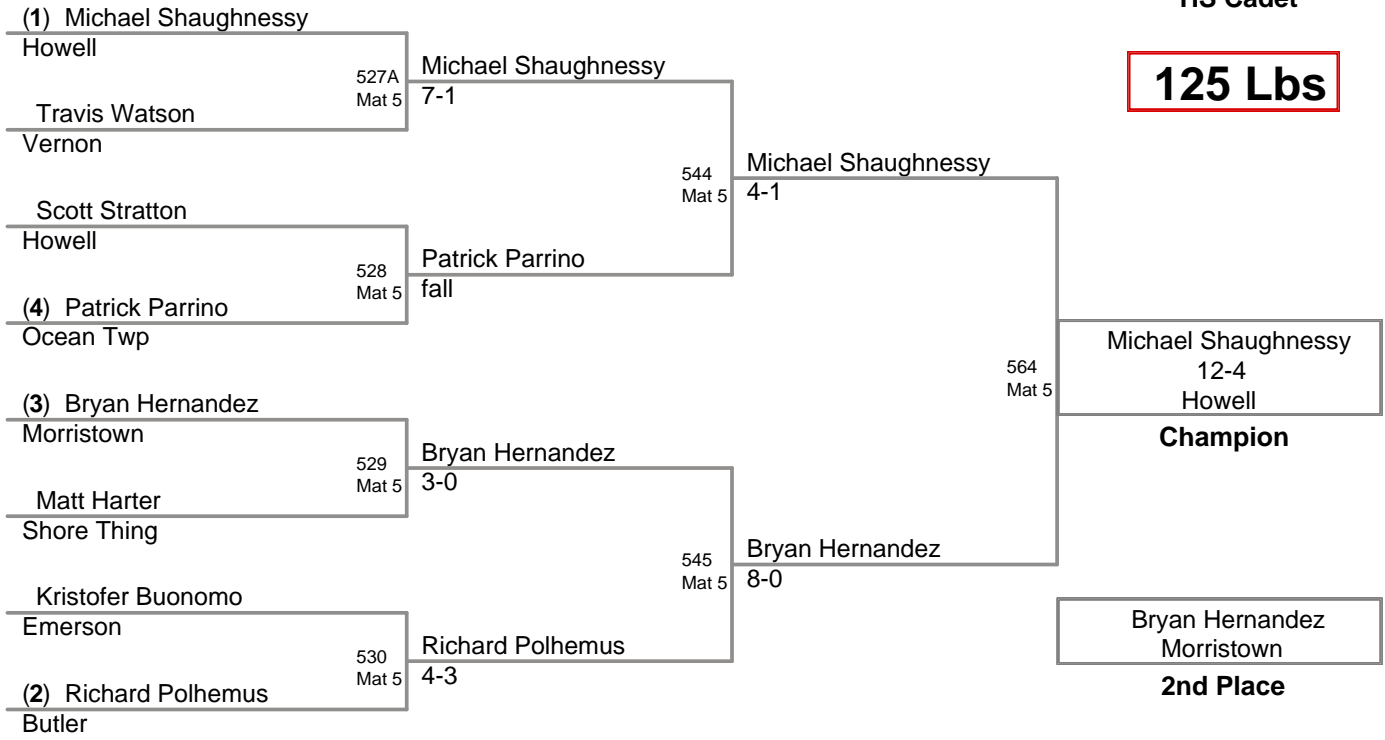 HS Cadet
125 Lbs
(1) Michael Shaughnessy
Howell
527A
Mat 5
Travis Watson
Vernon
Michael Shaughnessy
7-1
Scott Stratton
Howell
528
Mat 5
(4) Patrick Parrino
Ocean Twp
Patrick Parrino
fall
544
Mat 5
Michael Shaughnessy
4-1
(3) Bryan Hernandez
Morristown
529
Mat 5
Matt Harter
Shore Thing
Bryan Hernandez
3-0
Kristofer Buonomo
Emerson
530
Mat 5
(2) Richard Polhemus
Butler
Richard Polhemus
4-3
545
Mat 5
Bryan Hernandez
8-0
564
Mat 5
Michael Shaughnessy
12-4
Howell
Champion
Bryan Hernandez
Morristown
2nd Place